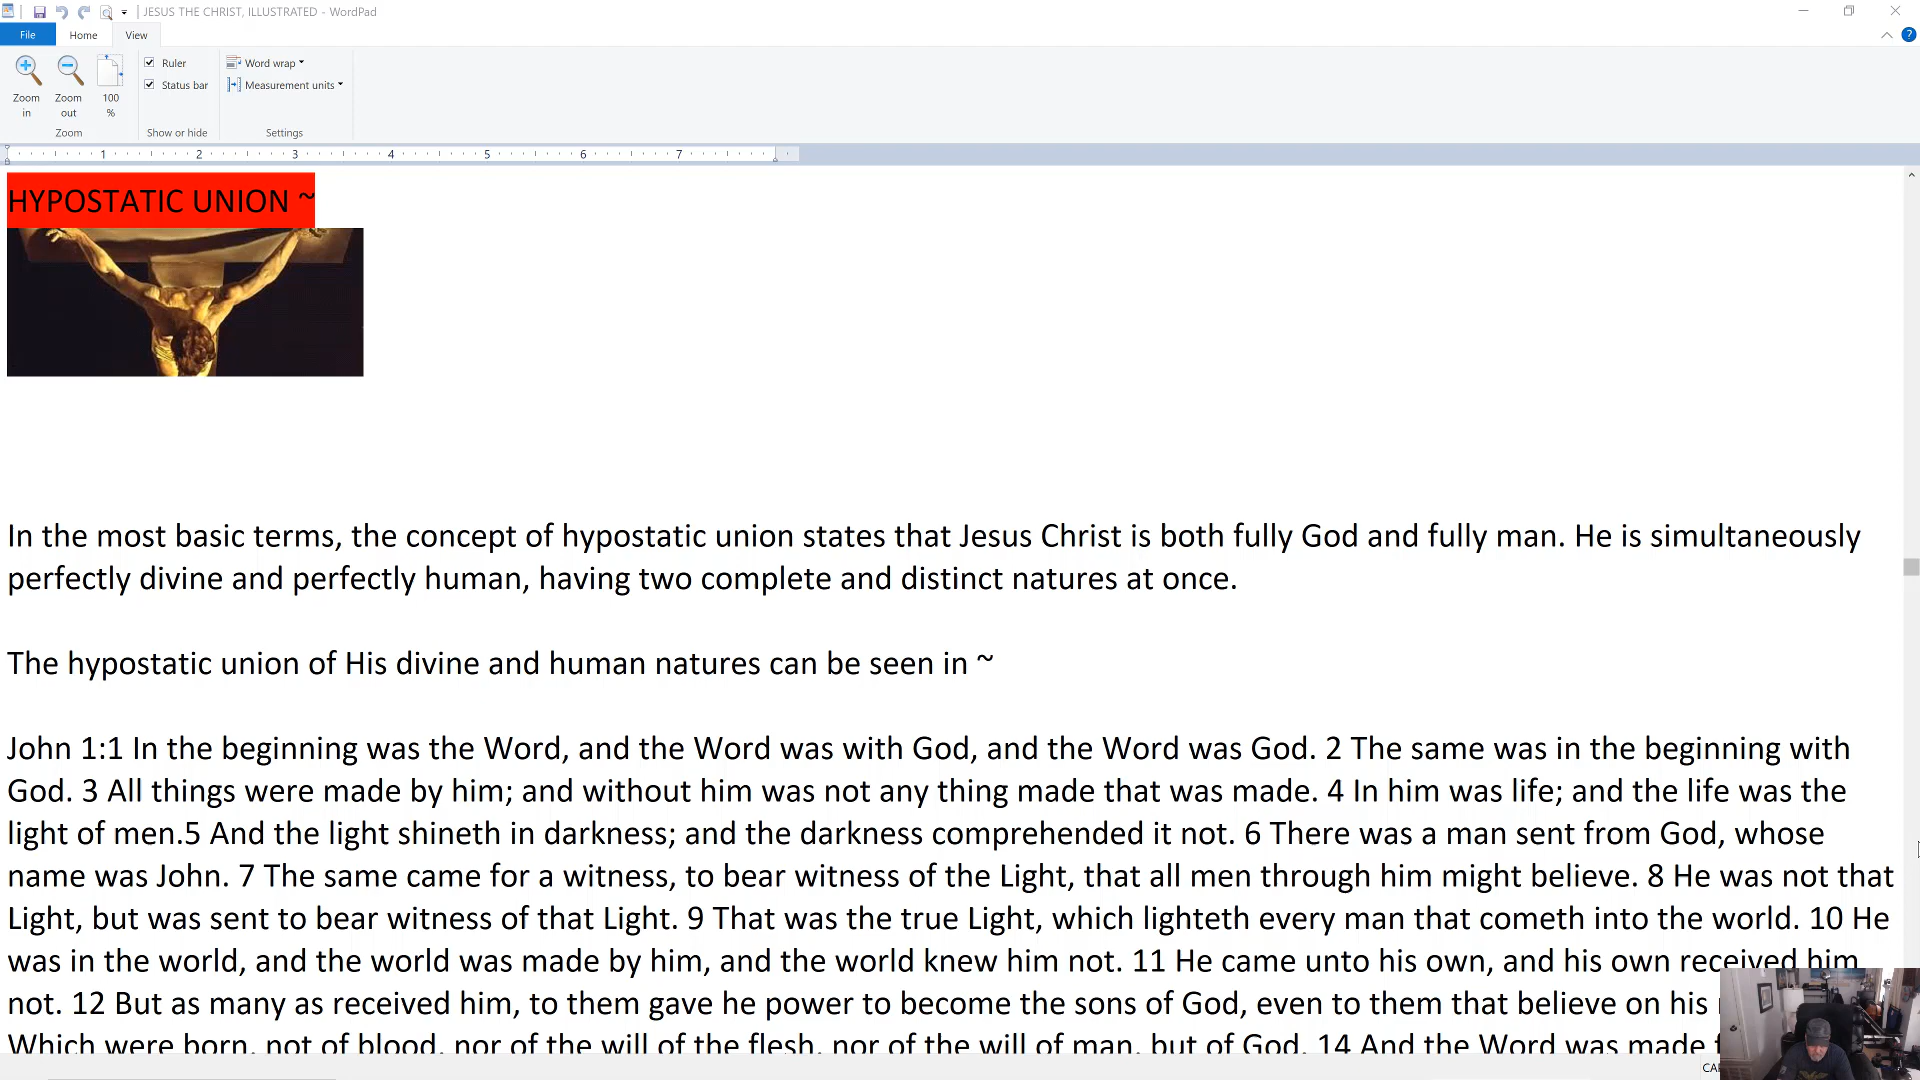 JESUS THE CHRIST, ILLUSTRATED - WordPad
File Home View
Zoom in
Zoom out
100 %
Ruler
Status bar
Word wrap
Measurement units
Zoom
Show or hide
Settings
1 2 3 4 5 6 7
HYPOSTATIC UNION ~
In the most basic terms, the concept of hypostatic union states that Jesus Christ is both fully God and fully man. He is simultaneously
perfectly divine and perfectly human, having two complete and distinct natures at once.
The hypostatic union of His divine and human natures can be seen in ~
John 1:1 In the beginning was the Word, and the Word was with God, and the Word was God. 2 The same was in the beginning with
God. 3 All things were made by him; and without him was not any thing made that was made. 4 In him was life; and the life was the
light of men.5 And the light shineth in darkness; and the darkness comprehended it not. 6 There was a man sent from God, whose
name was John. 7 The same came for a witness, to bear witness of the Light, that all men through him might believe. 8 He was not that
Light, but was sent to bear witness of that Light. 9 That was the true Light, which lighteth every man that cometh into the world. 10 He
was in the world, and the world was made by him, and the world knew him not. 11 He came unto his own, and his own received him
not. 12 But as many as received him, to them gave he power to become the sons of God, even to them that believe on his
Which were born, not of blood, nor of the will of the flesh, nor of the will of man, but of God. 14 And the Word was made